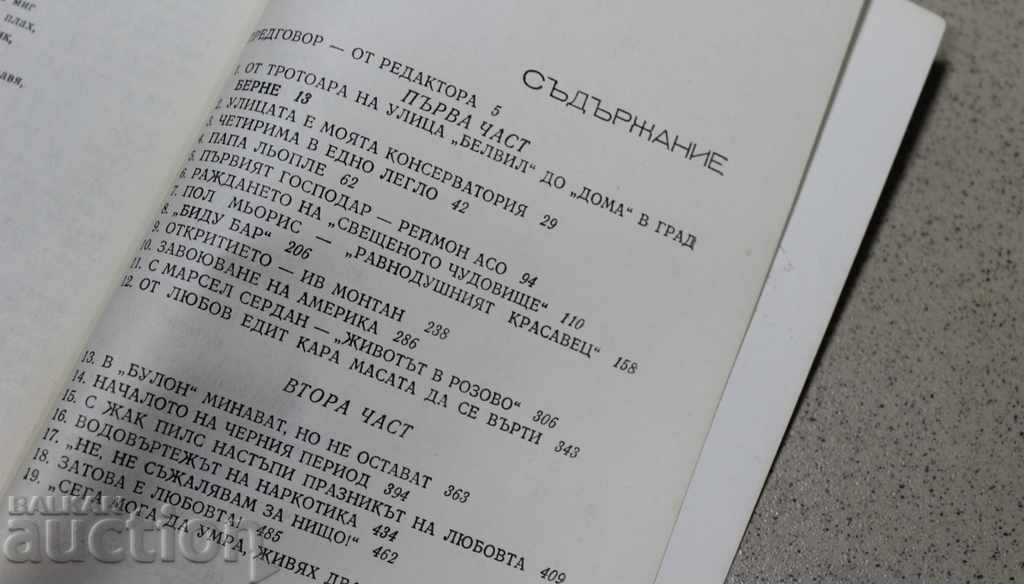 миг
плах,
СЪДЪРЖАНИЕ
ПРЕДГОВОР — ОТ РЕДАКТОРА 5
ПЪРВА ЧАСТ
1. ОТ ТРОТОАРА НА УЛИЦА „БЕЛВИЛ“ ДО „ДОМА“ В ГРАД
БЕРНЕ 13
2. УЛИЦАТА Е МОЯТА КОНСЕРВАТОРИЯ 29
3. ЧЕТИРИМА В ЕДНО ЛЕГЛО 42
4. ПАПА ЛЬОПЛЕ 62
5. ПЪРВИЯТ ГОСПОДАР — РЕЙМОН АСО 94
6. РАЖДАНЕТО НА „СВЕЩЕНОТО ЧУДОВИЩЕ“ 110
7. ПОЛ МЬОРИС — „РАВНОДУШНИЯТ КРАСАВЕЦ“ 158
8. „БИДУ БАР“ 206
9. ОТКРИТИЕТО — ИВ МОНТАН 238
10. ЗАВОЮВАНЕ НА АМЕРИКА 286
11. С МАРСЕЛ СЕРДАН — „ЖИВОТЪТ В РОЗОВО“ 306
12. ОТ ЛЮБОВ ЕДИТ КАРА МАСАТА ДА СЕ ВЪРТИ 343
ВТОРА ЧАСТ
13. В „БУЛОН“ МИНАВАТ, НО НЕ ОСТАВАТ 363
14. НАЧАЛОТО НА ЧЕРНИЯ ПЕРИОД 394
15. С ЖАК ПИЛС НАСТЪПИ ПРАЗНИКЪТ НА ЛЮБОВТА 409
16. ВОДОВЪРТЕЖЪТ НА НАРКОТИКА 434
17. „НЕ, НЕ СЪЖАЛЯВАМ ЗА НИЩО!“ 462
18. ЗАТОВА Е ЛЮБОВТА! 485
19. „СЕГА МОГА ДА УМРА, ЖИВЯХ
БАЛКАН
auction